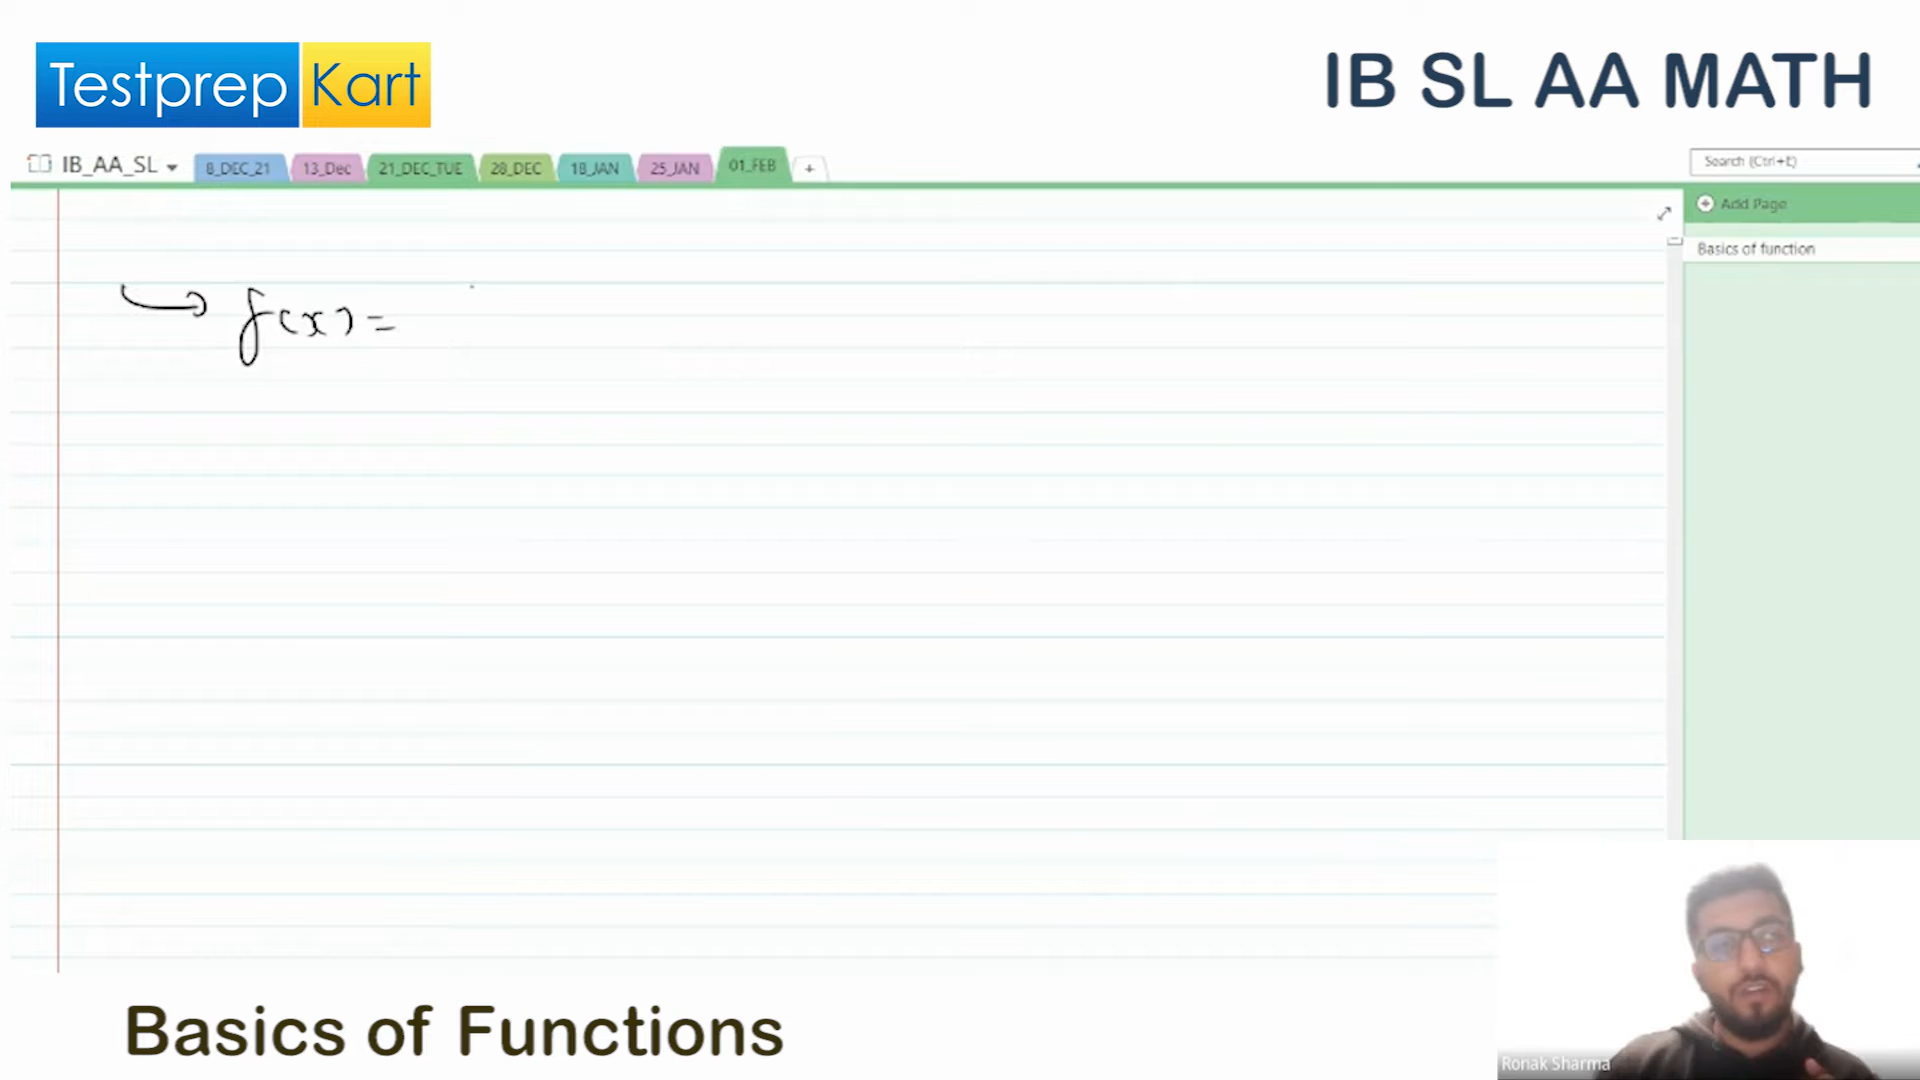 Testprep Kart
IB SL AA MATH
IB_AA_SL
8_DEC_21
13_Dec
21_DEC_TUE
28_DEC
18_JAN
25_JAN
01_FEB
+
Search (Ctrl+E)
Add Page
Basics of function
f(x) =
Basics of Functions
Ronak Sharma